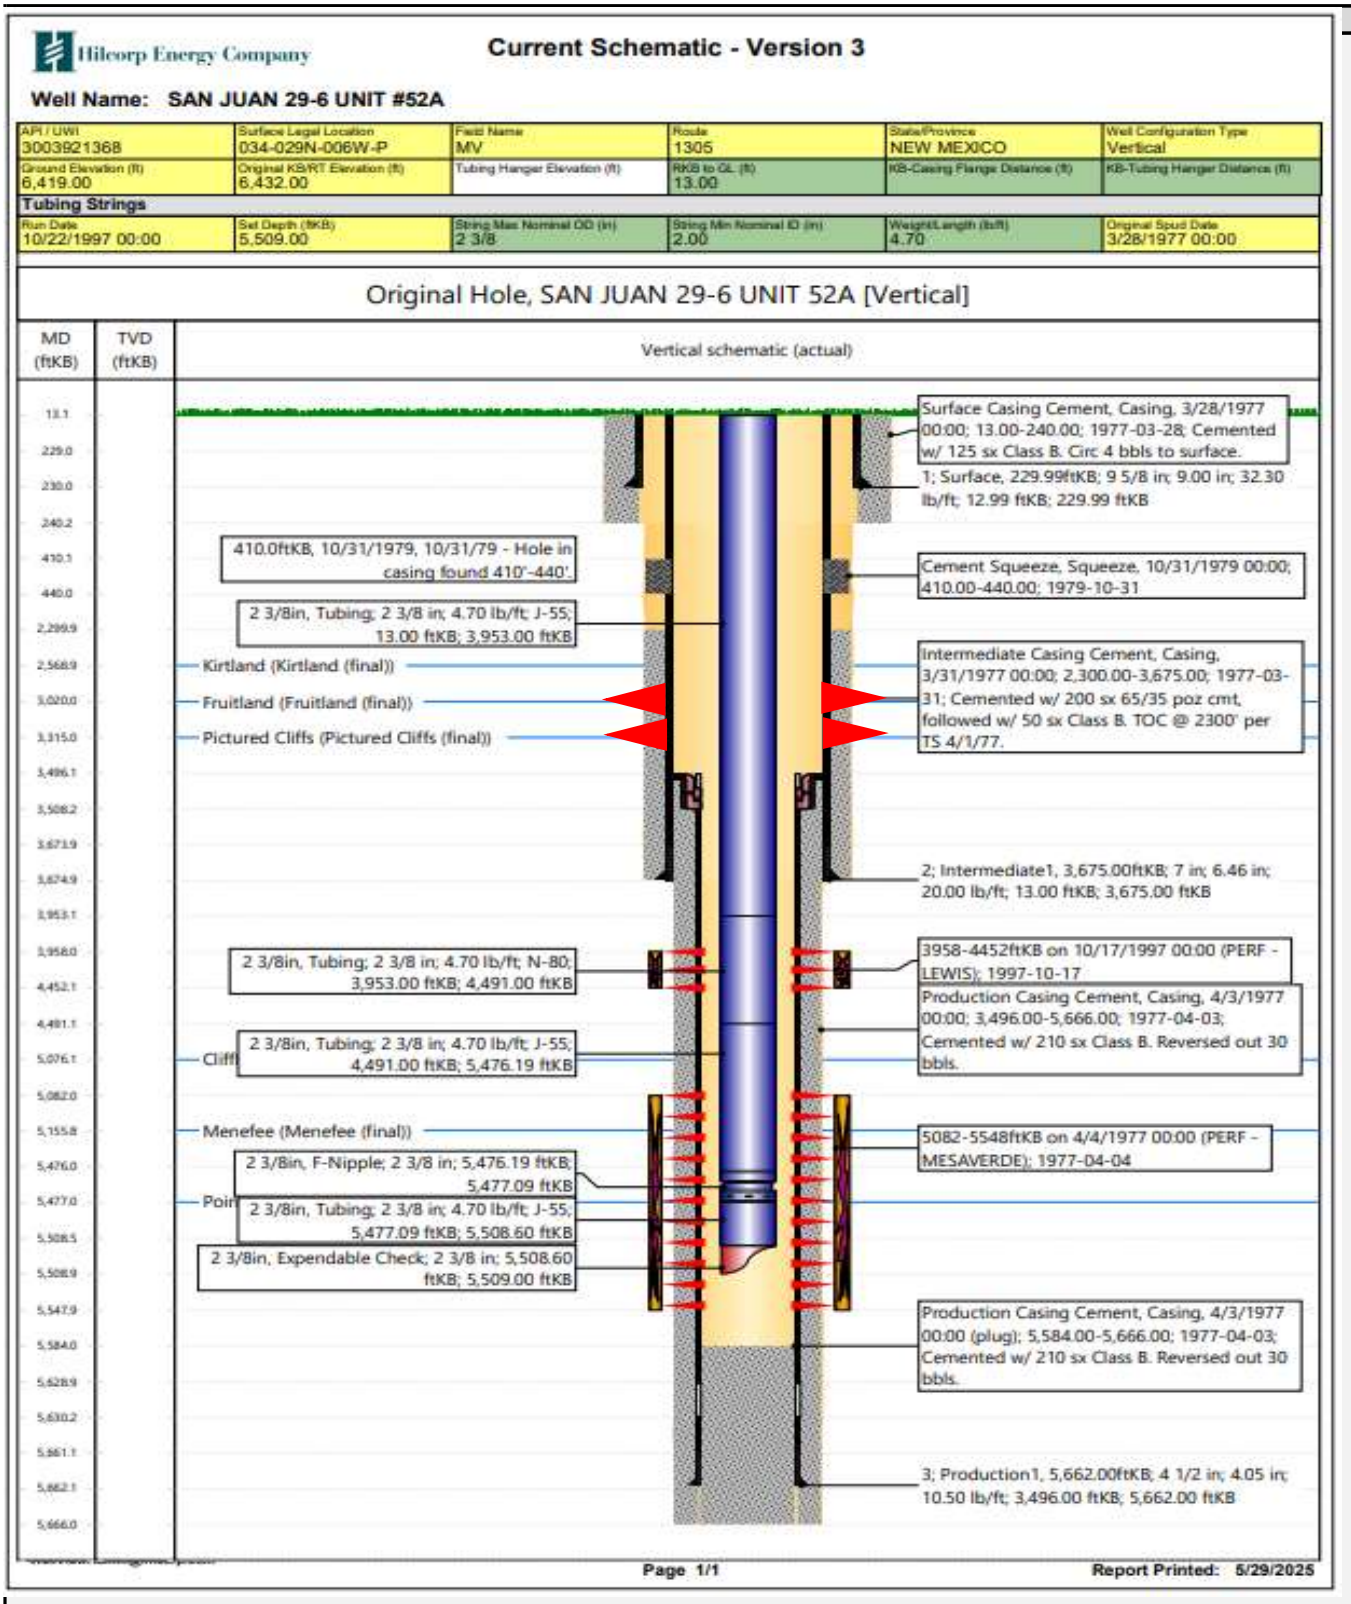 Hilcorp Energy Company
Current Schematic - Version 3
Well Name: SAN JUAN 29-6 UNIT #52A
API / UWI
3003921368
Surface Legal Location
034-029N-006W-P
Field Name
MV
Route
1305
State/Province
NEW MEXICO
Well Configuration Type
Vertical
Ground Elevation (ft)
6,419.00
Original KB/RT Elevation (ft)
6,432.00
Tubing Hanger Elevation (ft)
RKB to GL (ft)
13.00
KB-Casing Flange Distance (ft)
KB-Tubing Hanger Distance (ft)
Tubing Strings
Run Date
10/22/1997 00:00
Set Depth (ftKB)
5,509.00
String Max Nominal OD (in)
2 3/8
String Min Nominal ID (in)
2.00
Weight/Length (lb/ft)
4.70
Original Spud Date
3/28/1977 00:00
Original Hole, SAN JUAN 29-6 UNIT 52A [Vertical]
MD
(ftKB)
TVD
(ftKB)
Vertical schematic (actual)
13.1
229.0
230.0
240.2
410.1
440.0
2,299.9
2,568.9
3,020.0
3,315.0
3,496.1
3,508.2
3,673.9
3,674.9
3,953.1
3,958.0
4,452.1
4,491.1
5,076.1
5,082.0
5,155.8
5,476.0
5,477.0
5,508.5
5,508.9
5,547.9
5,584.0
5,628.9
5,630.2
5,661.1
5,662.1
5,666.0
Surface Casing Cement, Casing, 3/28/1977
00:00; 13.00-240.00; 1977-03-28; Cemented
w/ 125 sx Class B. Circ 4 bbls to surface.
1; Surface, 229.99ftKB; 9 5/8 in; 9.00 in; 32.30
lb/ft; 12.99 ftKB; 229.99 ftKB
410.0ftKB, 10/31/1979, 10/31/79 - Hole in
casing found 410'-440'.
Cement Squeeze, Squeeze, 10/31/1979 00:00;
410.00-440.00; 1979-10-31
2 3/8in, Tubing; 2 3/8 in; 4.70 lb/ft; J-55;
13.00 ftKB; 3,953.00 ftKB
Kirtland (Kirtland (final))
Fruitland (Fruitland (final))
Pictured Cliffs (Pictured Cliffs (final))
Intermediate Casing Cement, Casing,
3/31/1977 00:00; 2,300.00-3,675.00; 1977-03-
31; Cemented w/ 200 sx 65/35 poz cmt,
followed w/ 50 sx Class B. TOC @ 2300' per
TS 4/1/77.
2; Intermediate1, 3,675.00ftKB; 7 in; 6.46 in;
20.00 lb/ft; 13.00 ftKB; 3,675.00 ftKB
2 3/8in, Tubing; 2 3/8 in; 4.70 lb/ft; N-80;
3,953.00 ftKB; 4,491.00 ftKB
3958-4452ftKB on 10/17/1997 00:00 (PERF -
LEWIS); 1997-10-17
Production Casing Cement, Casing, 4/3/1977
00:00; 3,496.00-5,666.00; 1977-04-03;
Cemented w/ 210 sx Class B. Reversed out 30
bbls.
2 3/8in, Tubing; 2 3/8 in; 4.70 lb/ft; J-55;
4,491.00 ftKB; 5,476.19 ftKB
Cliff
Menefee (Menefee (final))
5082-5548ftKB on 4/4/1977 00:00 (PERF -
MESAVERDE); 1977-04-04
2 3/8in, F-Nipple; 2 3/8 in; 5,476.19 ftKB;
5,477.09 ftKB
Poin
2 3/8in, Tubing; 2 3/8 in; 4.70 lb/ft; J-55;
5,477.09 ftKB; 5,508.60 ftKB
2 3/8in, Expendable Check; 2 3/8 in; 5,508.60
ftKB; 5,509.00 ftKB
Production Casing Cement, Casing, 4/3/1977
00:00 (plug); 5,584.00-5,666.00; 1977-04-03;
Cemented w/ 210 sx Class B. Reversed out 30
bbls.
3; Production1, 5,662.00ftKB; 4 1/2 in; 4.05 in;
10.50 lb/ft; 3,496.00 ftKB; 5,662.00 ftKB
Page 1/1
Report Printed: 5/29/2025